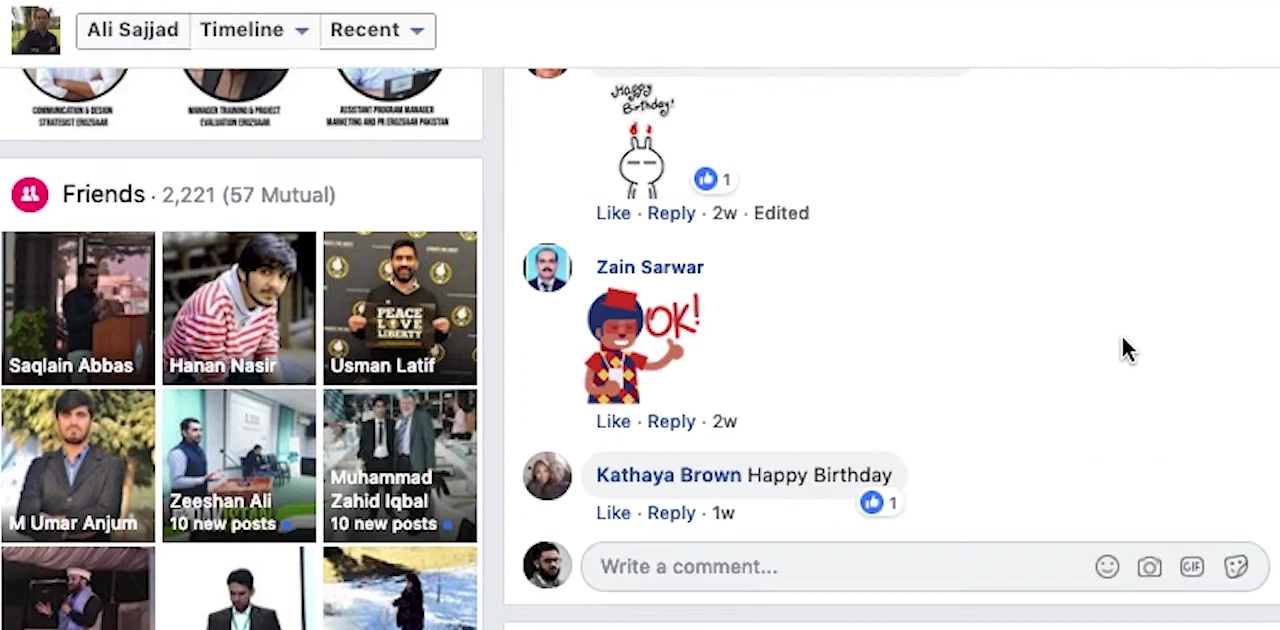 Ali Sajjad
Timeline
Recent
COMMUNICATION & DESIGN
STRATEGIST EROZGAAR
MANAGER TRAINING & PROJECT
EVALUATION EROZGAAR
ASSISTANT PROGRAM MANAGER
MARKETING AND PR EROZGAAR PAKISTAN
Friends · 2,221 (57 Mutual)
Saqlain Abbas
Hanan Nasir
PEACE
LOVE
LIBERTY
Usman Latif
M Umar Anjum
Zeeshan Ali
10 new posts
Muhammad
Zahid Iqbal
10 new posts
Happy
Birthday!
1
Like · Reply · 2w · Edited
Zain Sarwar
OK!
Like · Reply · 2w
Kathaya Brown Happy Birthday
1
Like · Reply · 1w
Write a comment...
GIF